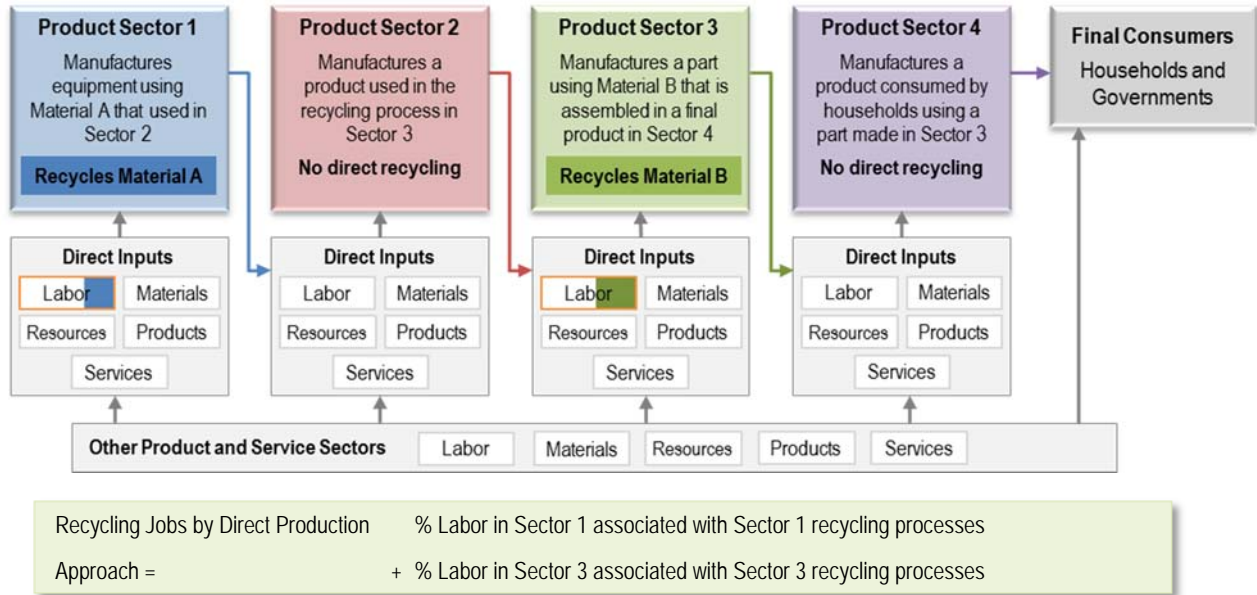 Product Sector 1
Manufactures
equipment using
Material A that used in
Sector 2
Recycles Material A
Product Sector 2
Manufactures a
product used in the
recycling process in
Sector 3
No direct recycling
Product Sector 3
Manufactures a part
using Material B that is
assembled in a final
product in Sector 4
Recycles Material B
Product Sector 4
Manufactures a
product consumed by
households using a
part made in Sector 3
No direct recycling
Final Consumers
Households and
Governments
Direct Inputs
Labor
Materials
Resources
Products
Services
Direct Inputs
Labor
Materials
Resources
Products
Services
Direct Inputs
Labor
Materials
Resources
Products
Services
Direct Inputs
Labor
Materials
Resources
Products
Services
Other Product and Service Sectors
Labor
Materials
Resources
Products
Services
Recycling Jobs by Direct Production % Labor in Sector 1 associated with Sector 1 recycling processes
Approach = + % Labor in Sector 3 associated with Sector 3 recycling processes